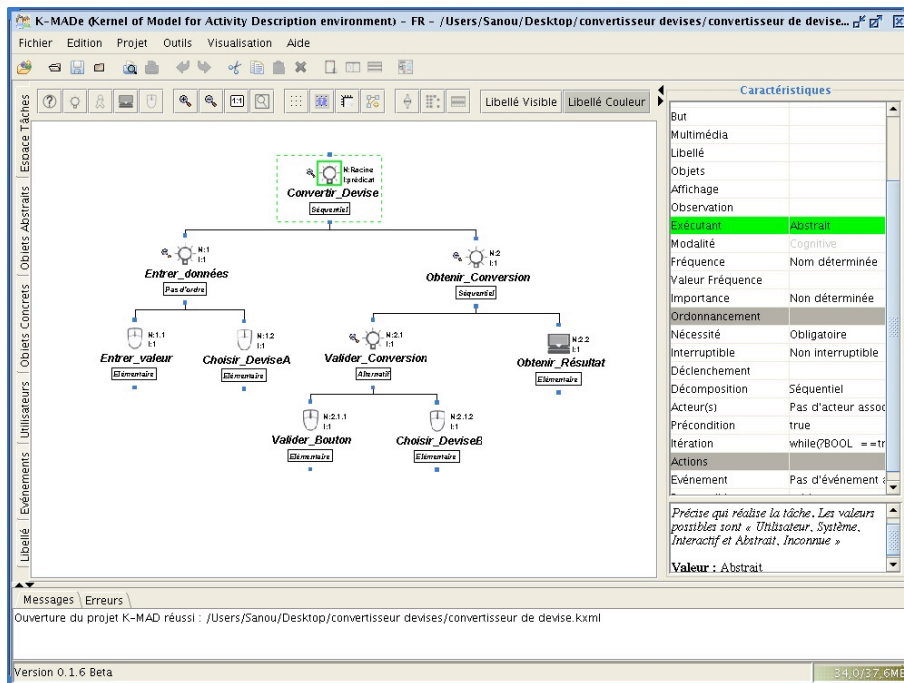 K-MADe (Kernel of Model for Activity Description environment) - FR - /Users/Sanou/Desktop/convertisseur devises/convertisseur de devise...
Fichier Edition Projet Outils Visualisation Aide
Libellé Visible Libellé Couleur
Espace Tâches
Objets Abstraits
Objets Concrets
Utilisateurs
Evénements
Libellé
N:Racine
I:prédicat
Convertir_Devise
Séquentiel
N:1
I:1
Entrer_données
Pas d'ordre
N:2
I:1
Obtenir_Conversion
Séquentiel
N:1.1
I:1
Entrer_valeur
Elémentaire
N:1.2
I:1
Choisir_DeviseA
Elémentaire
N:2.1
I:1
Valider_Conversion
Alternatif
N:2.2
I:1
Obtenir_Résultat
Elémentaire
N:2.1.1
I:1
Valider_Bouton
Elémentaire
N:2.1.2
I:1
Choisir_DeviseB
Elémentaire
Caractéristiques
But
Multimédia
Libellé
Objets
Affichage
Observation
Exécutant Abstrait
Modalité Cognitive
Fréquence Nom déterminée
Valeur Fréquence
Importance Non déterminée
Ordonnancement
Nécessité Obligatoire
Interruptible Non interruptible
Déclenchement
Décomposition Séquentiel
Acteur(s) Pas d'acteur assoc
Précondition true
Itération while(?BOOL ==tr
Actions
Evénement Pas d'événement a
Précise qui réalise la tâche. Les valeurs
possibles sont « Utilisateur, Système,
Interactif et Abstrait, Inconnue »
Valeur : Abstrait
Messages Erreurs
Ouverture du projet K-MAD réussi : /Users/Sanou/Desktop/convertisseur devises/convertisseur de devise.kxml
Version 0.1.6 Beta
34,0/37,6MB